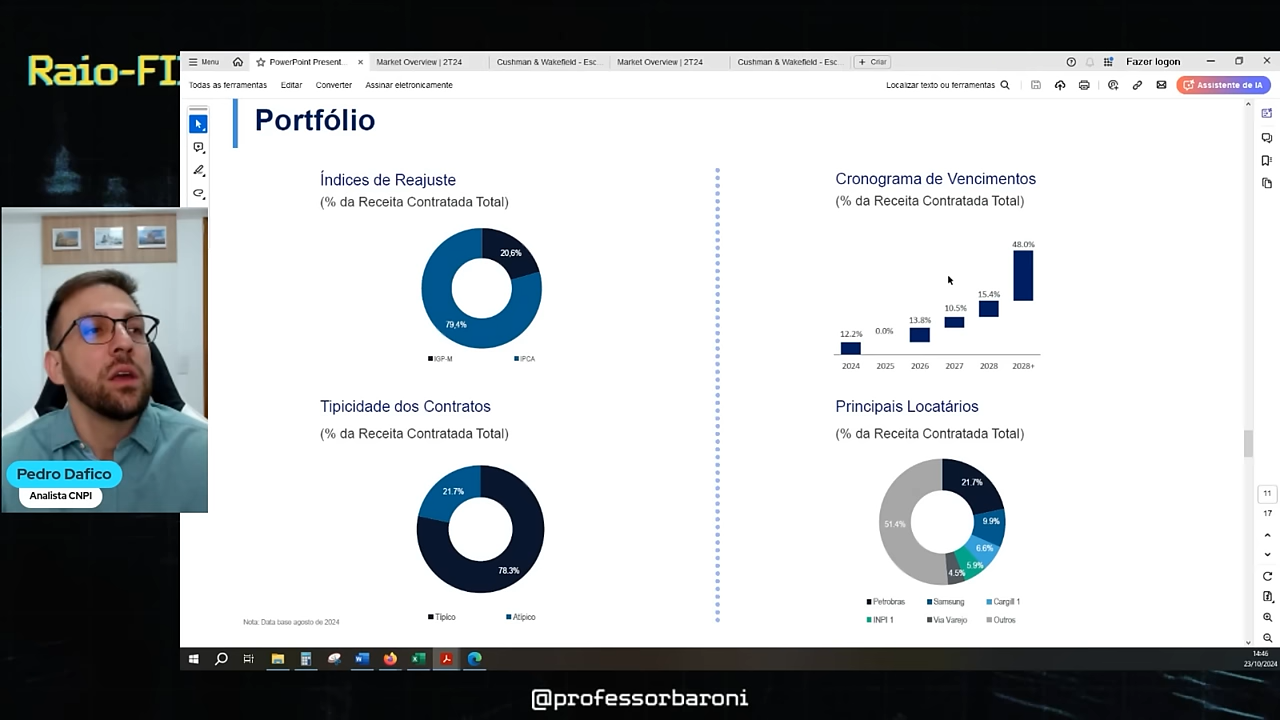 Raio-FI
Menu
PowerPoint Present...
Market Overview | 2T24
Cushman & Wakefield - Esc...
Market Overview | 2T24
Cushman & Wakefield - Esc...
Criar
Fazer logon
Todas as ferramentas
Editar
Converter
Assinar eletronicamente
Localizar texto ou ferramentas
Assistente de IA
Portfólio
Índices de Reajuste
(% da Receita Contratada Total)
20,6%
79,4%
IGP-M
IPCA
Cronograma de Vencimentos
(% da Receita Contratada Total)
12.2%
0.0%
13.8%
10.5%
15.4%
48.0%
2024
2025
2026
2027
2028
2028+
Tipicidade dos Contratos
(% da Receita Contratada Total)
21.7%
78.3%
Típico
Atípico
Principais Locatários
(% da Receita Contratada Total)
21.7%
9.9%
6.6%
5.9%
4.5%
51.4%
Petrobras
Samsung
Cargill 1
INPI 1
Via Varejo
Outros
Nota: Data base agosto de 2024
11
17
Pedro Dafico
Analista CNPI
14:46
23/10/2024
@professorbaroni